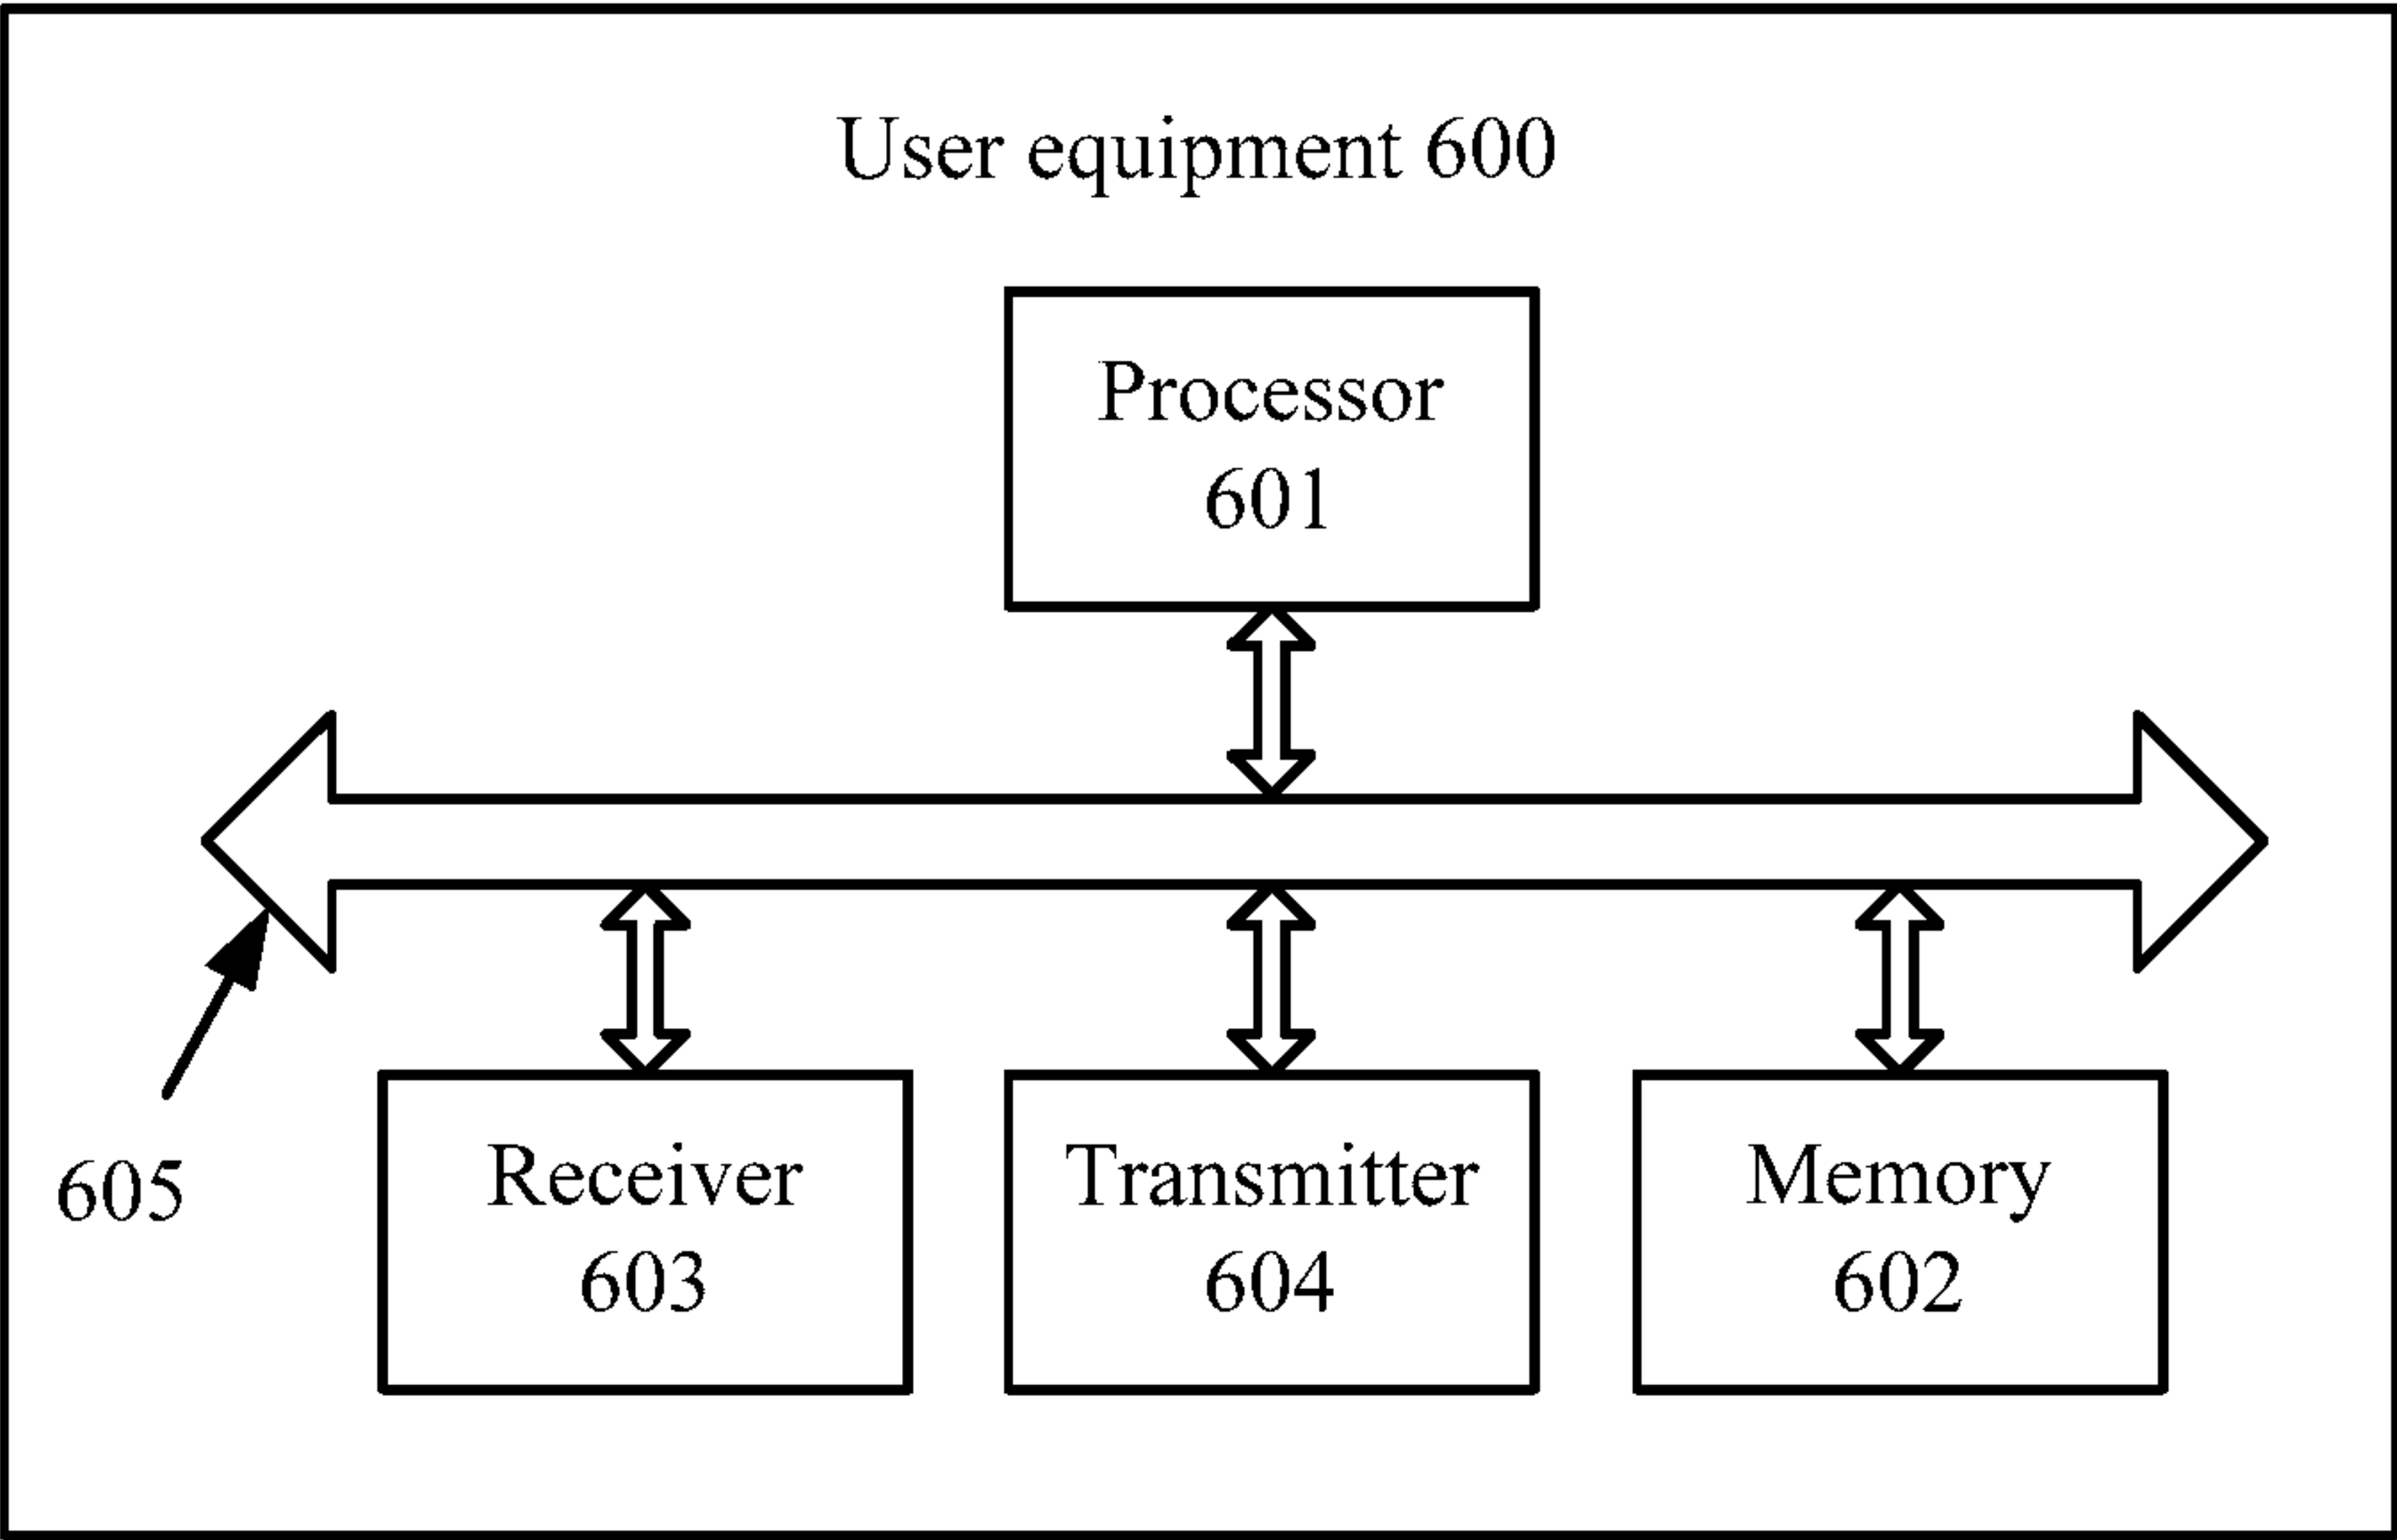 User equipment 600
Processor
601
605
Receiver
603
Transmitter
604
Memory
602